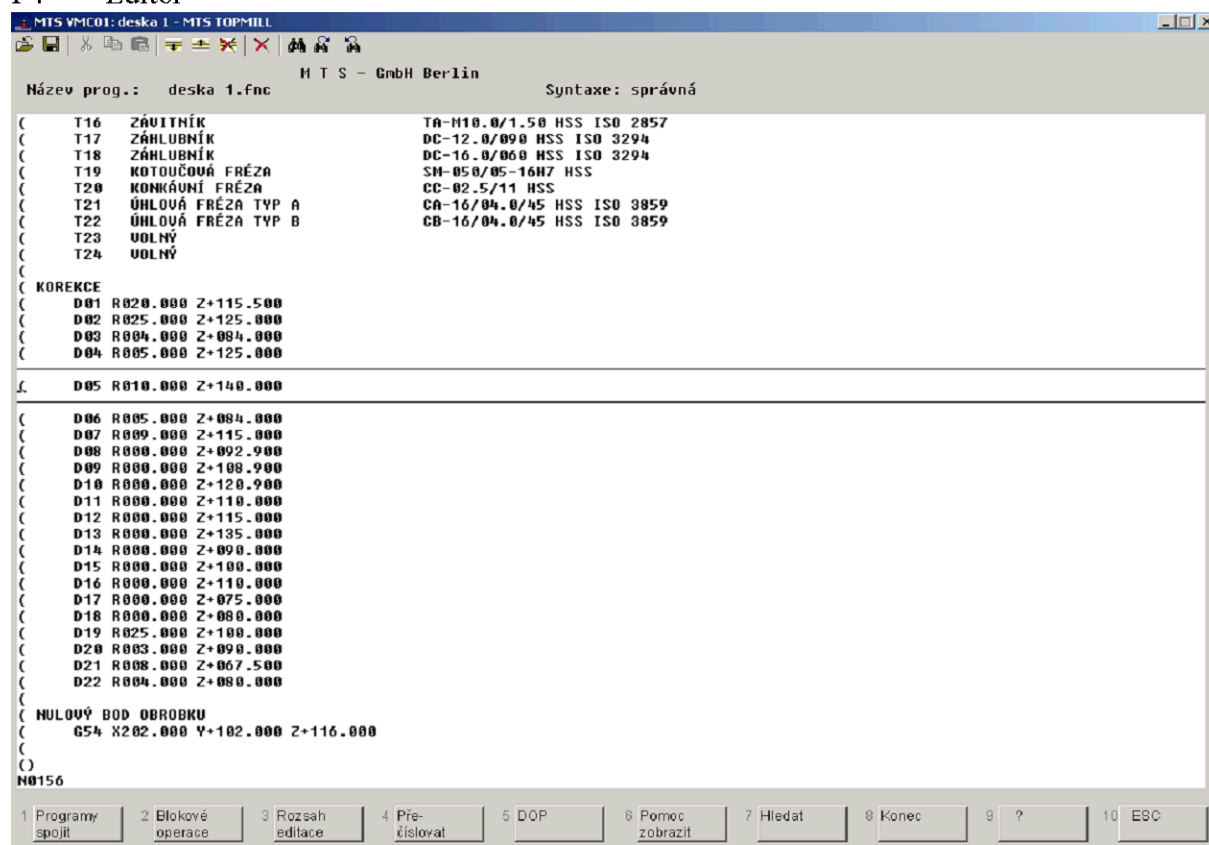 MTS VMC01: deska 1 - MTS TOPMILL
M T S - GmbH Berlin
Název prog.: deska 1.fnc Syntaxe: správná
( T16 ZÁVITNÍK TA-M10.0/1.50 HSS ISO 2857
( T17 ZÁHLUBNÍK DC-12.0/090 HSS ISO 3294
( T18 ZÁHLUBNÍK DC-16.0/060 HSS ISO 3294
( T19 KOTOUČOVÁ FRÉZA SM-050/05-16H7 HSS
( T20 KONKÁVNÍ FRÉZA CC-02.5/11 HSS
( T21 ÚHLOVÁ FRÉZA TYP A CA-16/04.0/45 HSS ISO 3859
( T22 ÚHLOVÁ FRÉZA TYP B CB-16/04.0/45 HSS ISO 3859
( T23 VOLNÝ
( T24 VOLNÝ
(
( KOREKCE
( D01 R020.000 Z+115.500
( D02 R025.000 Z+125.000
( D03 R004.000 Z+084.000
( D04 R005.000 Z+125.000
( D05 R010.000 Z+140.000
( D06 R005.000 Z+084.000
( D07 R009.000 Z+115.000
( D08 R000.000 Z+092.900
( D09 R000.000 Z+108.900
( D10 R000.000 Z+120.900
( D11 R000.000 Z+110.000
( D12 R000.000 Z+115.000
( D13 R000.000 Z+135.000
( D14 R000.000 Z+090.000
( D15 R000.000 Z+100.000
( D16 R000.000 Z+110.000
( D17 R000.000 Z+075.000
( D18 R000.000 Z+080.000
( D19 R025.000 Z+100.000
( D20 R003.000 Z+090.000
( D21 R008.000 Z+067.500
( D22 R004.000 Z+080.000
(
( NULOVÝ BOD OBROBKU
( G54 X202.000 Y+102.000 Z+116.000
(
()
N0156
1 Programy spojit
2 Blokové operace
3 Rozsah editace
4 Pře-číslovat
5 DOP
6 Pomoc zobrazit
7 Hledat
8 Konec
9 ?
10 ESC